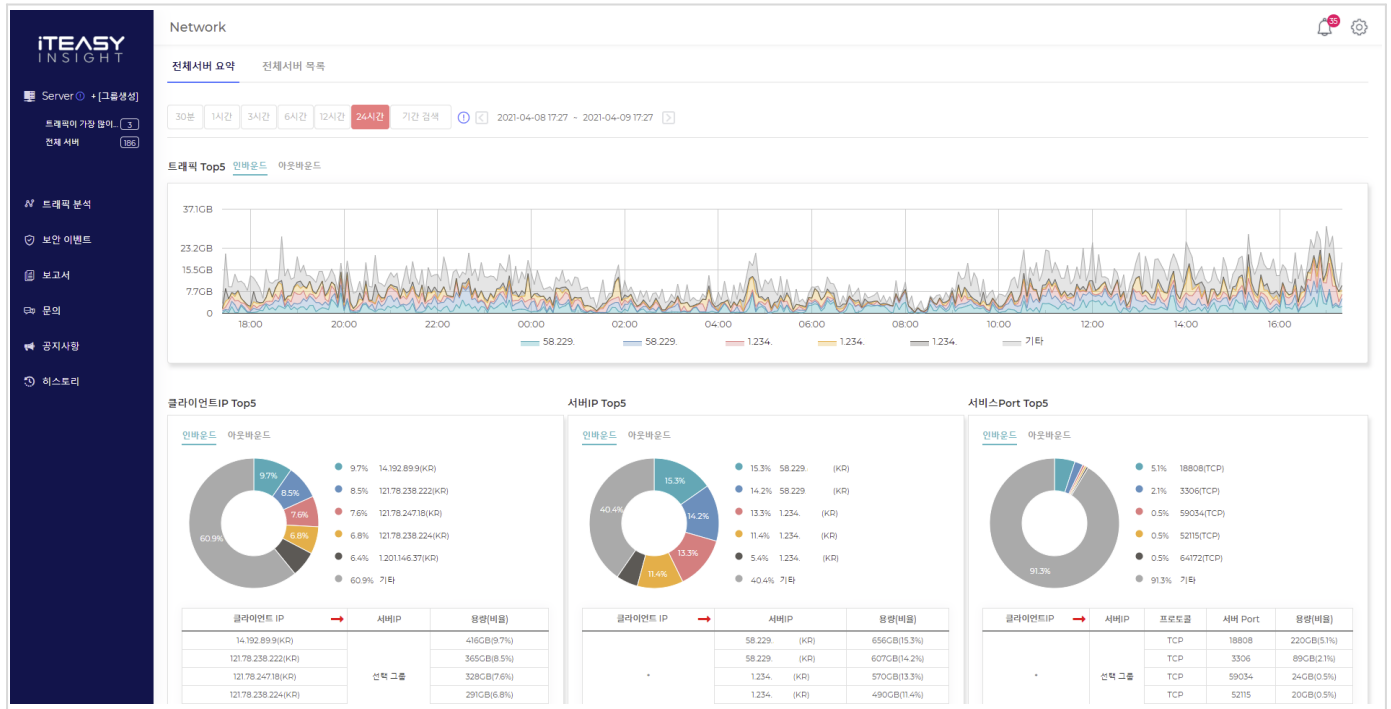 iTEASY
INSIGHT
Network
35
전체서버 요약 전체서버 목록
Server + [그룹생성]
트래픽이 가장 많이.. 3
전체 서버 186
트래픽 분석
보안 이벤트
보고서
문의
공지사항
히스토리
30분 1시간 3시간 6시간 12시간 24시간 기간 검색 2021-04-08 17:27 ~ 2021-04-09 17:27
트래픽 Top5 인바운드 아웃바운드
37.1GB
23.2GB
15.5GB
7.7GB
0
18:00 20:00 22:00 00:00 02:00 04:00 06:00 08:00 10:00 12:00 14:00 16:00
58.229. 58.229. 1.234. 1.234. 1.234. 기타
클라이언트IP Top5
인바운드 아웃바운드
9.7%
8.5%
7.6%
6.8%
60.9%
9.7% 14.192.89.9(KR)
8.5% 121.78.238.222(KR)
7.6% 121.78.247.18(KR)
6.8% 121.78.238.224(KR)
6.4% 1.201.146.37(KR)
60.9% 기타
클라이언트 IP → 서버IP 용량(비율)
14.192.89.9(KR) 416GB(9.7%)
121.78.238.222(KR) 365GB(8.5%)
121.78.247.18(KR) 선택 그룹 328GB(7.6%)
121.78.238.224(KR) 291GB(6.8%)
서버IP Top5
인바운드 아웃바운드
15.3%
14.2%
13.3%
11.4%
40.4%
15.3% 58.229. (KR)
14.2% 58.229 (KR)
13.3% 1.234. (KR)
11.4% 1.234. (KR)
5.4% 1.234. (KR)
40.4% 기타
클라이언트 IP → 서버IP 용량(비율)
58.229. (KR) 656GB(15.3%)
58.229. (KR) 607GB(14.2%)
* 1.234. (KR) 570GB(13.3%)
1.234. (KR) 490GB(11.4%)
서비스Port Top5
인바운드 아웃바운드
91.3%
5.1% 18808(TCP)
2.1% 3306(TCP)
0.5% 59034(TCP)
0.5% 52115(TCP)
0.5% 64172(TCP)
91.3% 기타
클라이언트IP → 서버IP 프로토콜 서버 Port 용량(비율)
TCP 18808 220GB(5.1%)
TCP 3306 89GB(2.1%)
* 선택 그룹 TCP 59034 24GB(0.5%)
TCP 52115 20GB(0.5%)